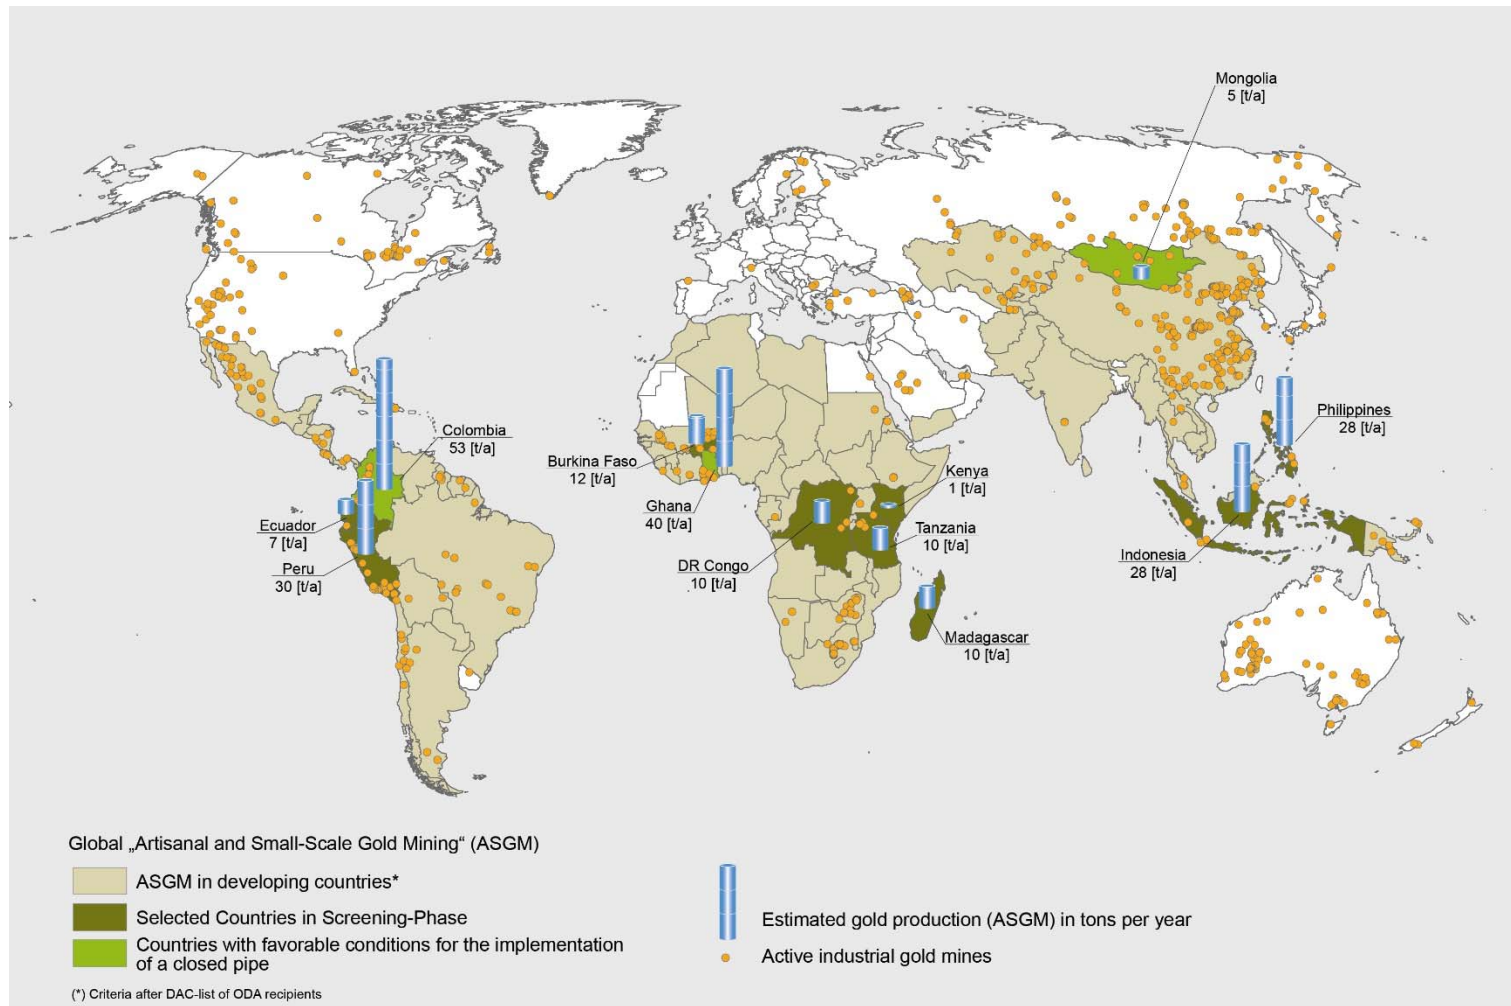 Mongolia
5 [t/a]
Colombia
53 [t/a]
Philippines
28 [t/a]
Burkina Faso
12 [t/a]
Kenya
1 [t/a]
Ghana
40 [t/a]
Ecuador
7 [t/a]
Tanzania
10 [t/a]
Indonesia
28 [t/a]
Peru
30 [t/a]
DR Congo
10 [t/a]
Madagascar
10 [t/a]
Global „Artisanal and Small-Scale Gold Mining“ (ASGM)
ASGM in developing countries*
Selected Countries in Screening-Phase
Countries with favorable conditions for the implementation
of a closed pipe
(*) Criteria after DAC-list of ODA recipients
Estimated gold production (ASGM) in tons per year
Active industrial gold mines